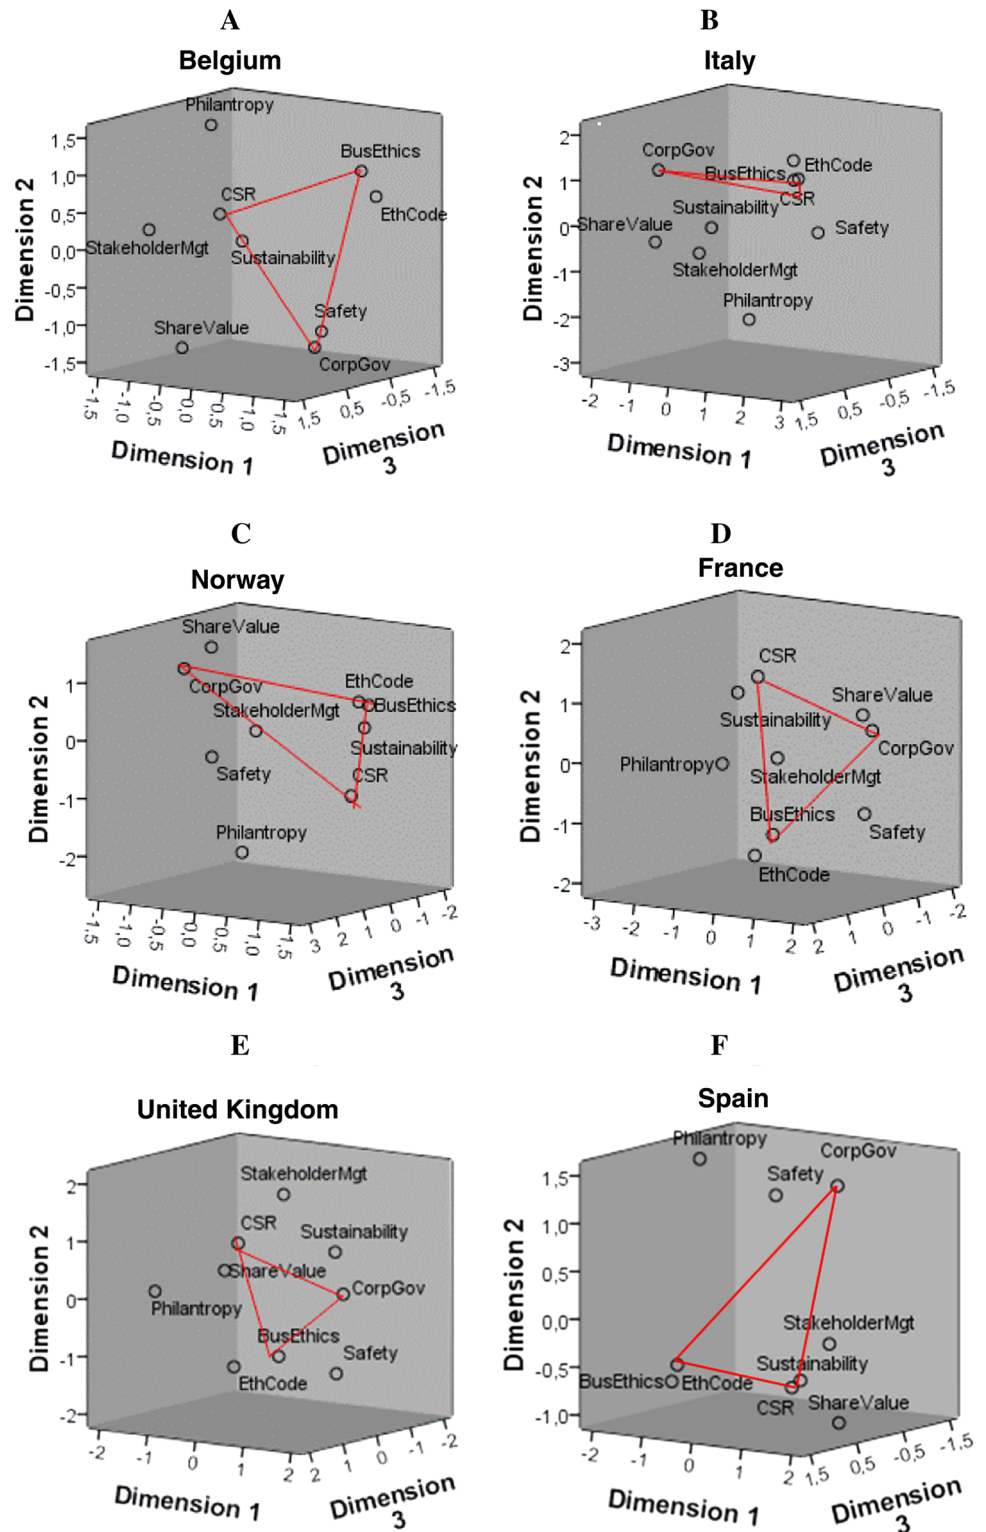 A
B
Belgium
Italy
Philantropy
BusEthics
CSR
EthCode
StakeholderMgt
Sustainability
Safety
ShareValue
CorpGov
Dimension 2
1,5
1,0
0,5
0,0
-0,5
-1,0
-1,5
-1,5
-1,0
-0,5
0,0
0,5
1,0
1,5
1,5
0,5
-0,5
-1,5
Dimension 1
Dimension 3
CorpGov
BusEthics
EthCode
CSR
Sustainability
ShareValue
Safety
StakeholderMgt
Philantropy
Dimension 2
2
1
0
-1
-2
-3
-2
-1
0
1
2
3
1,5
0,5
-0,5
-1,5
Dimension 1
Dimension 3
C
D
Norway
France
ShareValue
CorpGov
EthCode
BusEthics
StakeholderMgt
Sustainability
Safety
CSR
Philantropy
Dimension 2
1
0
-1
-2
-1,5
-1,0
-0,5
0,0
0,5
1,0
1,5
3
2
1
0
-1
-2
Dimension 1
Dimension 3
CSR
ShareValue
Sustainability
CorpGov
Philantropy
StakeholderMgt
BusEthics
Safety
EthCode
Dimension 2
2
1
0
-1
-2
-3
-2
-1
0
1
2
2
1
0
-1
-2
Dimension 1
Dimension 3
E
F
United Kingdom
Spain
StakeholderMgt
CSR
Sustainability
ShareValue
CorpGov
Philantropy
BusEthics
Safety
EthCode
Dimension 2
2
1
0
-1
-2
-2
-1
0
1
2
2
1
0
-1
-2
Dimension 1
Dimension 3
Philantropy
CorpGov
Safety
StakeholderMgt
Sustainability
BusEthics
EthCode
CSR
ShareValue
Dimension 2
1,5
1,0
0,5
0,0
-0,5
-1,0
-2
-1
0
1
2
1,5
0,5
-0,5
-1,5
Dimension 1
Dimension 3